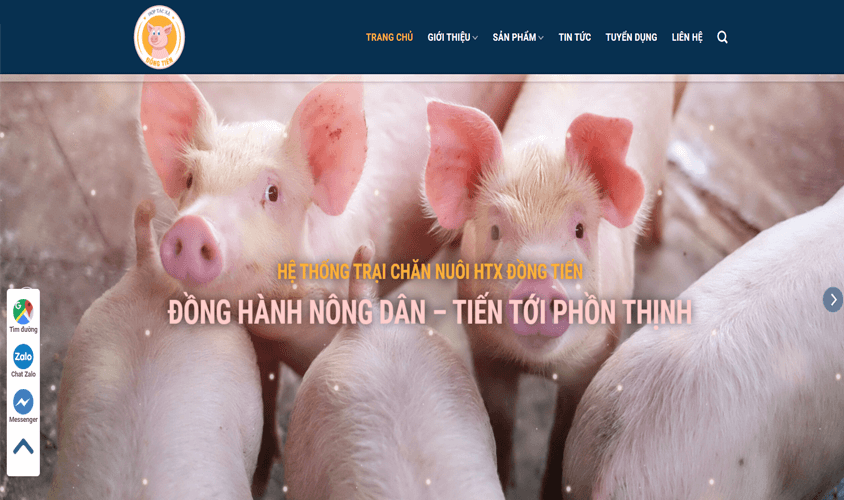 HỢP TÁC XÃ
ĐỒNG TIẾN
TRANG CHỦ
GIỚI THIỆU
SẢN PHẨM
TIN TỨC
TUYỂN DỤNG
LIÊN HỆ
HỆ THỐNG TRẠI CHĂN NUÔI HTX ĐỒNG TIẾN
ĐỒNG HÀNH NÔNG DÂN – TIẾN TỚI PHỒN THỊNH
Tìm đường
Zalo
Chat Zalo
Messenger